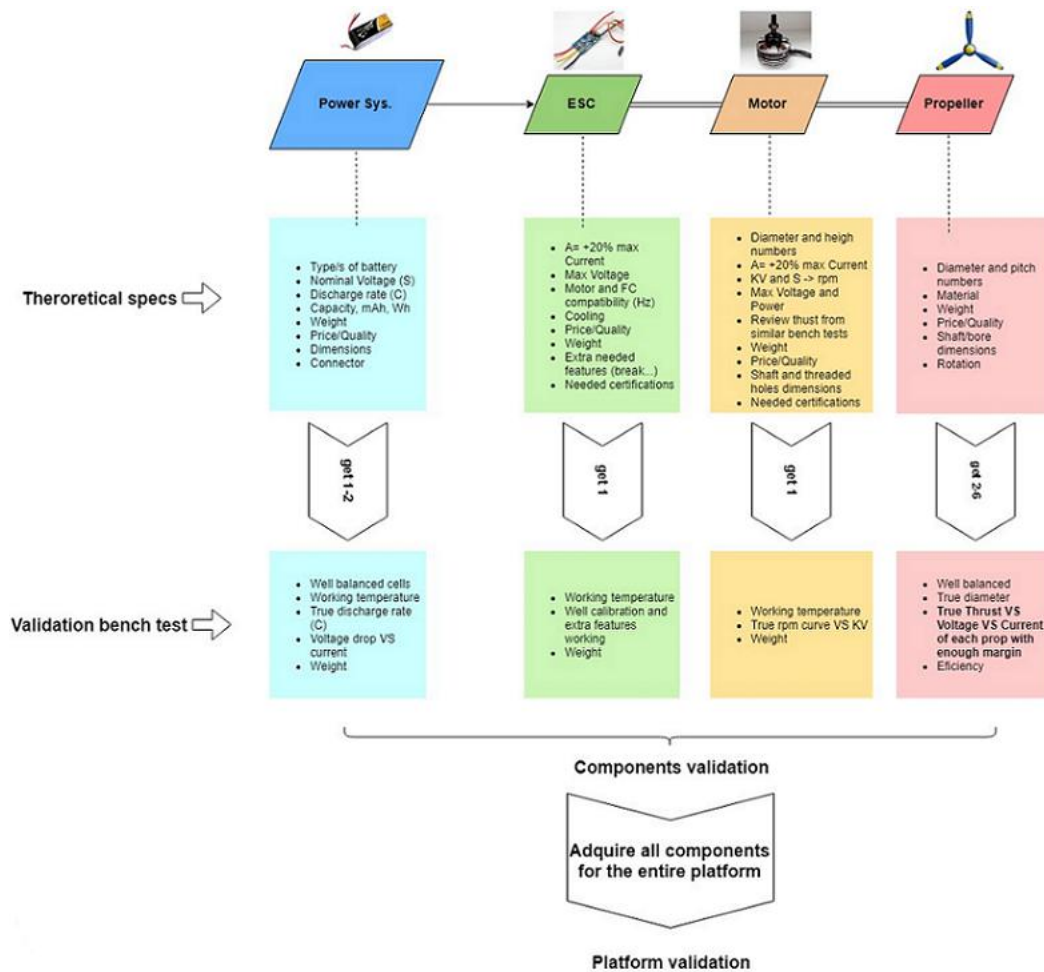 Power Sys.
ESC
Motor
Propeller
Theroretical specs
• Type/s of battery
• Nominal Voltage (S)
• Discharge rate (C)
• Capacity, mAh, Wh
• Weight
• Price/Quality
• Dimensions
• Connector
• A= +20% max
Current
• Max Voltage
• Motor and FC
compatibility (Hz)
• Cooling
• Price/Quality
• Weight
• Extra needed
features (break...)
• Needed certifications
• Diameter and heigh
numbers
• A= +20% max Current
• KV and S -> rpm
• Max Voltage and
Power
• Review thust from
similar bench tests
• Weight
• Price/Quality
• Shaft and threaded
holes dimensions
• Needed certifications
• Diameter and pitch
numbers
• Material
• Weight
• Price/Quality
• Shaft/bore
dimensions
• Rotation
get 1-2
get 1
get 1
get 2-6
Validation bench test
• Well balanced cells
• Working temperature
• True discharge rate
(C)
• Voltage drop VS
current
• Weight
• Working temperature
• Well calibration and
extra features
working
• Weight
• Working temperature
• True rpm curve VS KV
• Weight
• Well balanced
• True diameter
• True Thrust VS
Voltage VS Current
of each prop with
enough margin
• Eficiency
Components validation
Adquire all components
for the entire platform
Platform validation